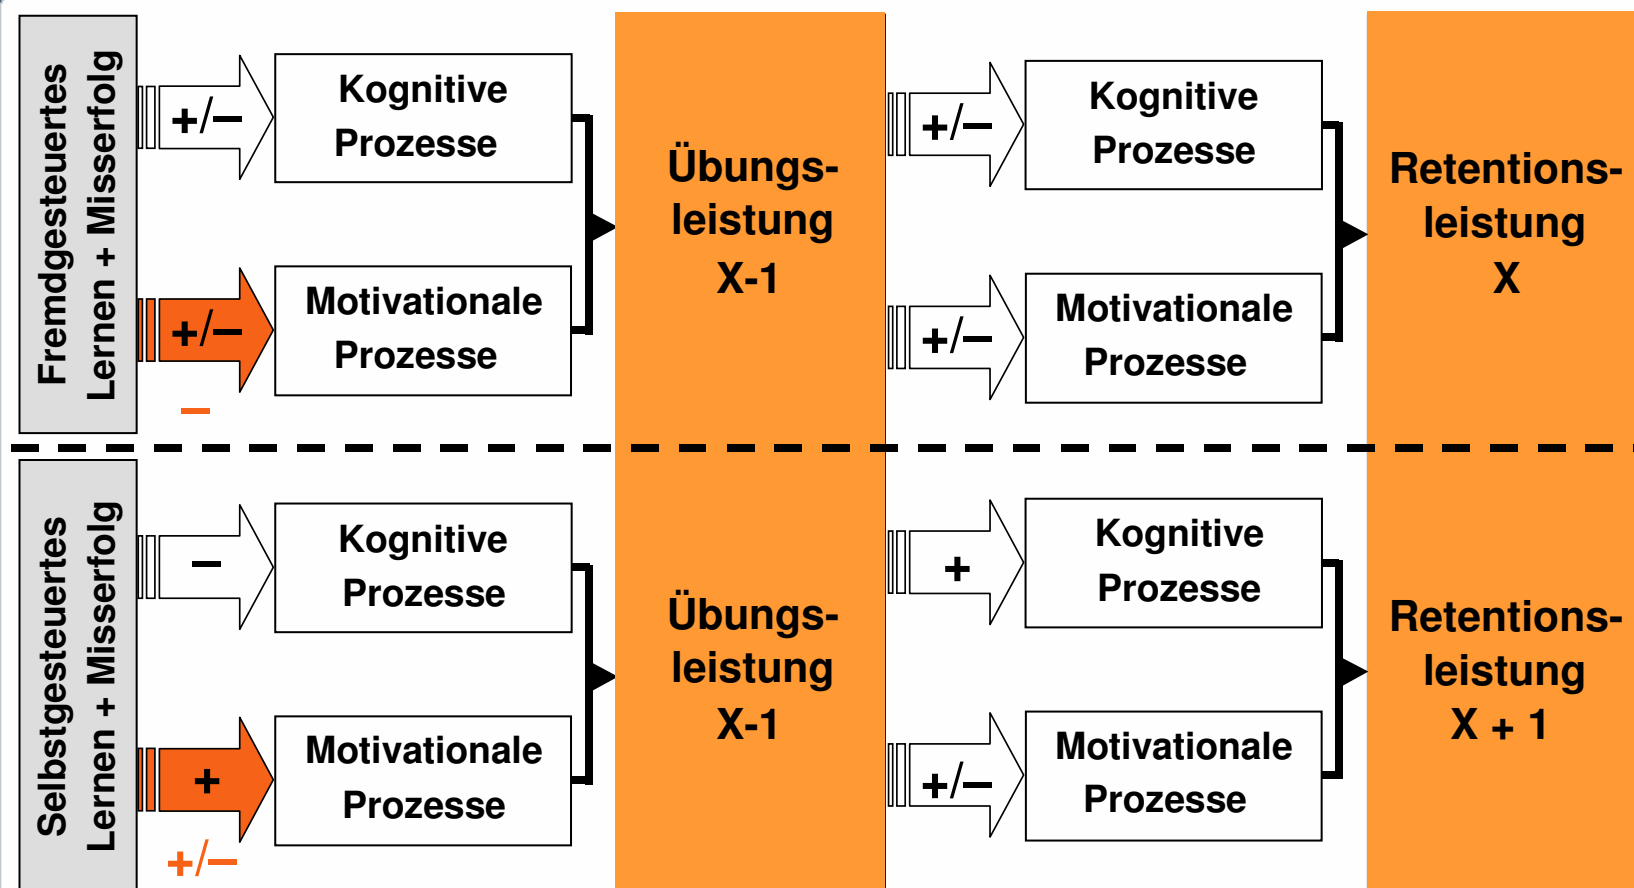 Fremdgesteuertes
Lernen + Misserfolg
+/–
Kognitive
Prozesse
+/–
Motivationale
Prozesse
–
Übungs-
leistung
X-1
+/–
Kognitive
Prozesse
+/–
Motivationale
Prozesse
Retentions-
leistung
X
Selbstgesteuertes
Lernen + Misserfolg
–
Kognitive
Prozesse
+
Motivationale
Prozesse
+/–
Übungs-
leistung
X-1
+
Kognitive
Prozesse
+/–
Motivationale
Prozesse
Retentions-
leistung
X + 1